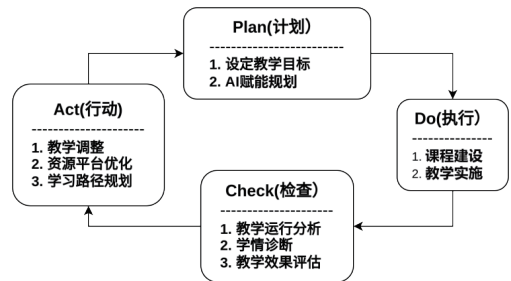 Plan(计划）
1. 设定教学目标
2. AI赋能规划
Do(执行）
1. 课程建设
2. 教学实施
Check(检查）
1. 教学运行分析
2. 学情诊断
3. 教学效果评估
Act(行动)
1. 教学调整
2. 资源平台优化
3. 学习路径规划